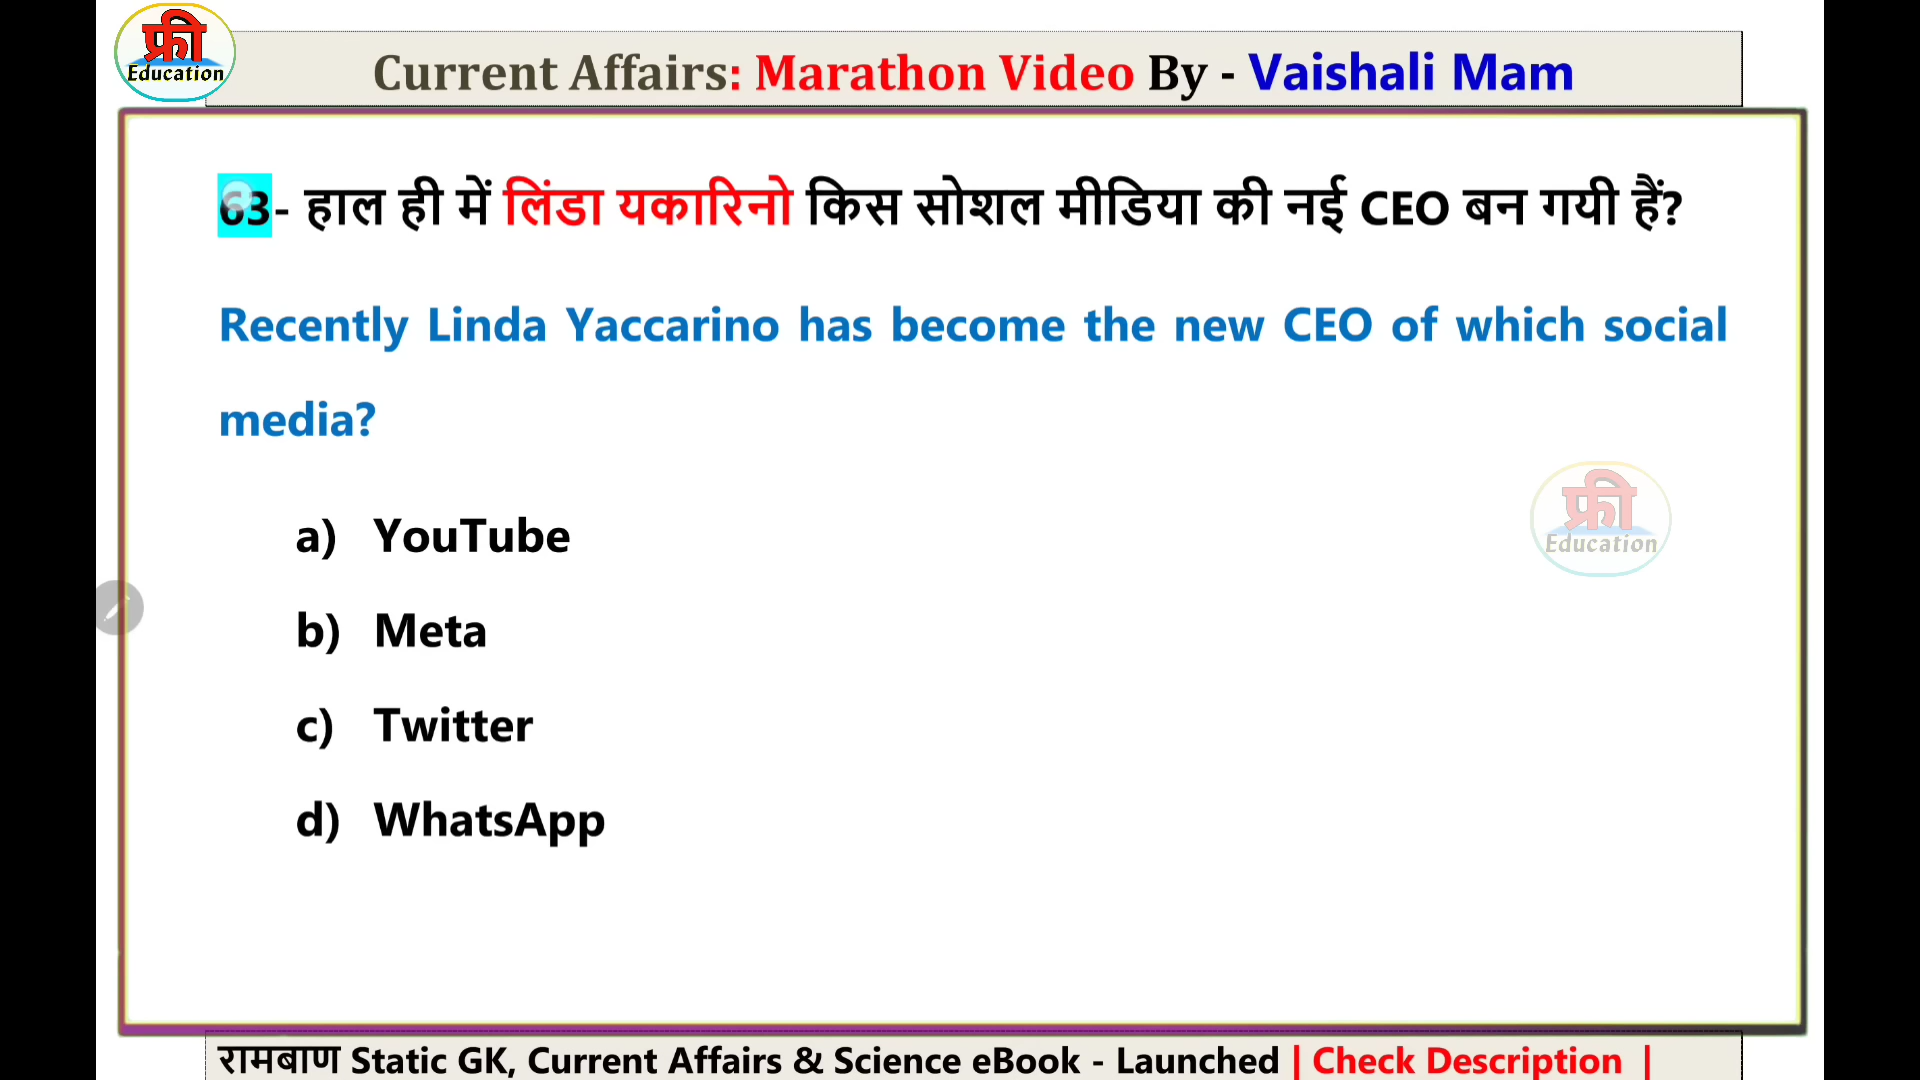 फ्री
Education
Current Affairs: Marathon Video By - Vaishali Mam
63- हाल ही में लिंडा यकारिनो किस सोशल मीडिया की नई CEO बन गयी हैं?
Recently Linda Yaccarino has become the new CEO of which social
media?
a) YouTube
फ्री
Education
b) Meta
c) Twitter
d) WhatsApp
रामबाण Static GK, Current Affairs & Science eBook - Launched | Check Description |